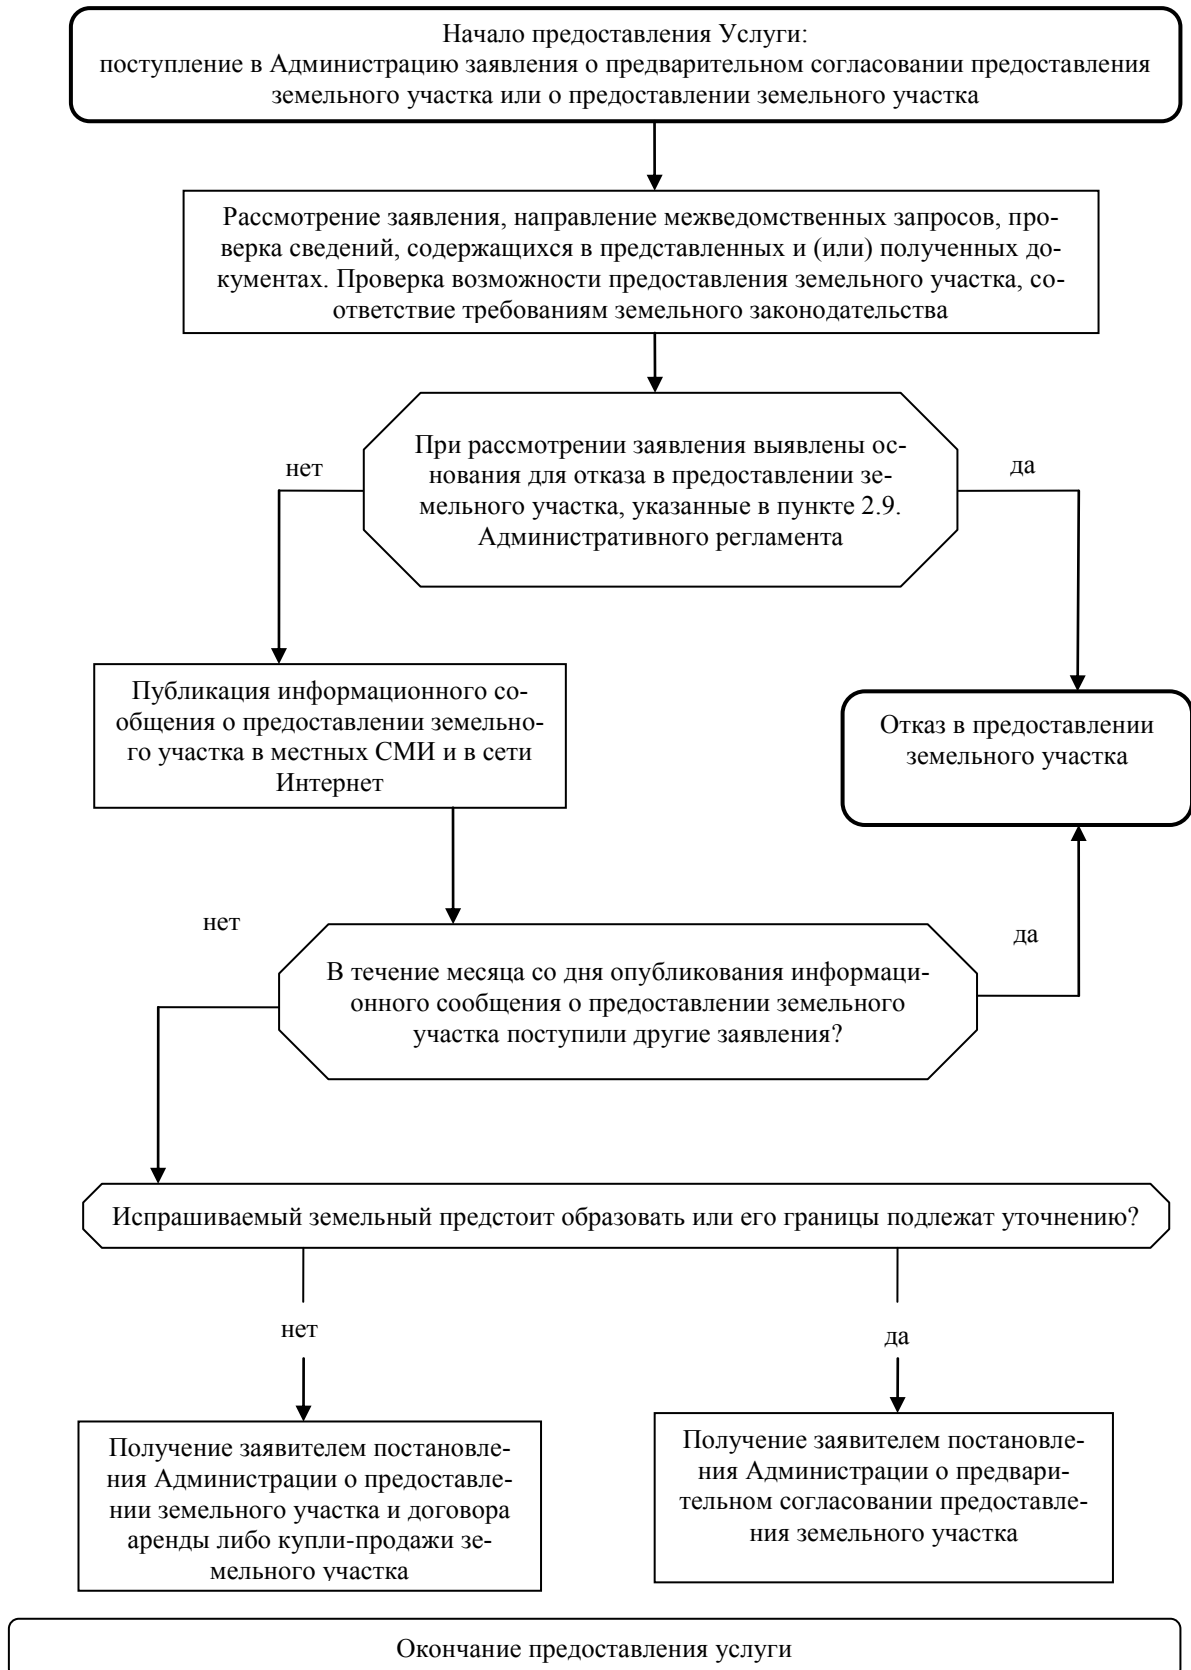 Начало предоставления Услуги:
поступление в Администрацию заявления о предварительном согласовании предоставления
земельного участка или о предоставлении земельного участка
Рассмотрение заявления, направление межведомственных запросов, про-
верка сведений, содержащихся в представленных и (или) полученных до-
кументах. Проверка возможности предоставления земельного участка, со-
ответствие требованиям земельного законодательства
При рассмотрении заявления выявлены ос-
нования для отказа в предоставлении зе-
мельного участка, указанные в пункте 2.9.
Административного регламента
нет
да
Публикация информационного со-
общения о предоставлении земельно-
го участка в местных СМИ и в сети
Интернет
Отказ в предоставлении
земельного участка
нет
да
В течение месяца со дня опубликования информаци-
онного сообщения о предоставлении земельного
участка поступили другие заявления?
Испрашиваемый земельный предстоит образовать или его границы подлежат уточнению?
нет
да
Получение заявителем постановле-
ния Администрации о предоставле-
нии земельного участка и договора
аренды либо купли-продажи зе-
мельного участка
Получение заявителем постановле-
ния Администрации о предвари-
тельном согласовании предоставле-
ния земельного участка
Окончание предоставления услуги